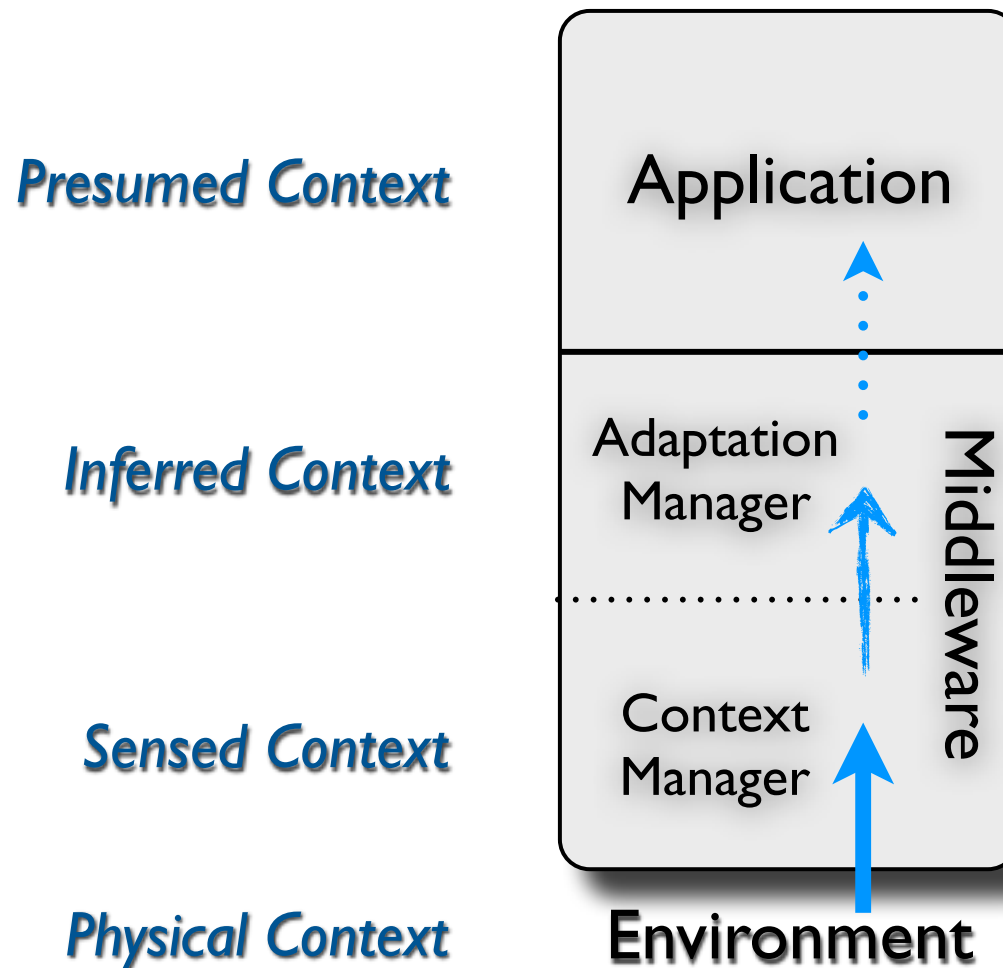 Presumed Context
Application
Inferred Context
Adaptation
Manager
Middleware
Sensed Context
Context
Manager
Physical Context
Environment